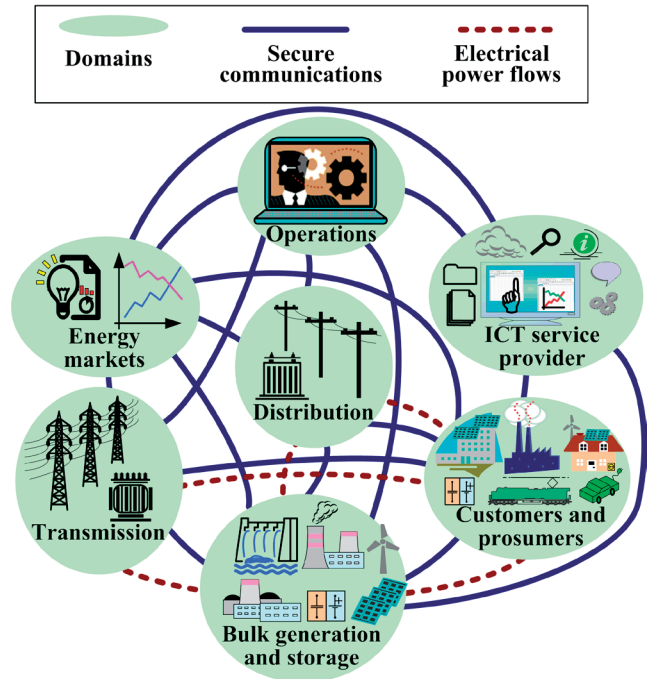 Domains
Secure
communications
Electrical
power flows
Operations
Energy
markets
ICT service
provider
Distribution
Transmission
Customers and
prosumers
Bulk generation
and storage